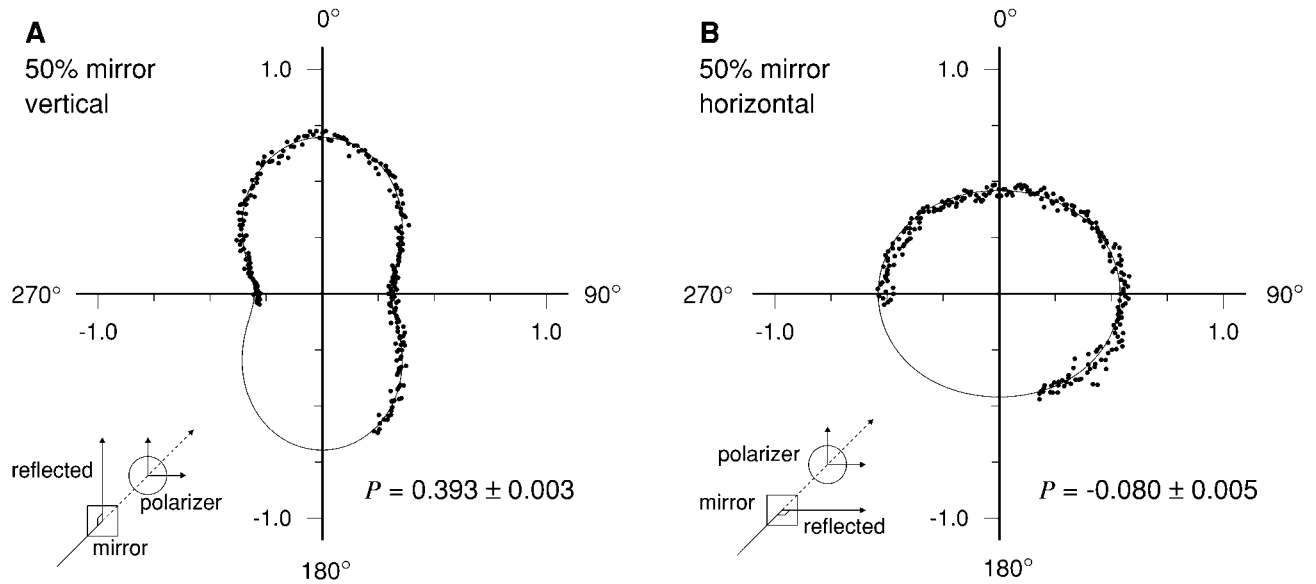 A
50% mirror
vertical
0°
1.0
270°
90°
-1.0
1.0
reflected
polarizer
mirror
P = 0.393 ± 0.003
-1.0
180°
B
50% mirror
horizontal
0°
1.0
270°
90°
-1.0
1.0
polarizer
mirror
reflected
P = -0.080 ± 0.005
-1.0
180°